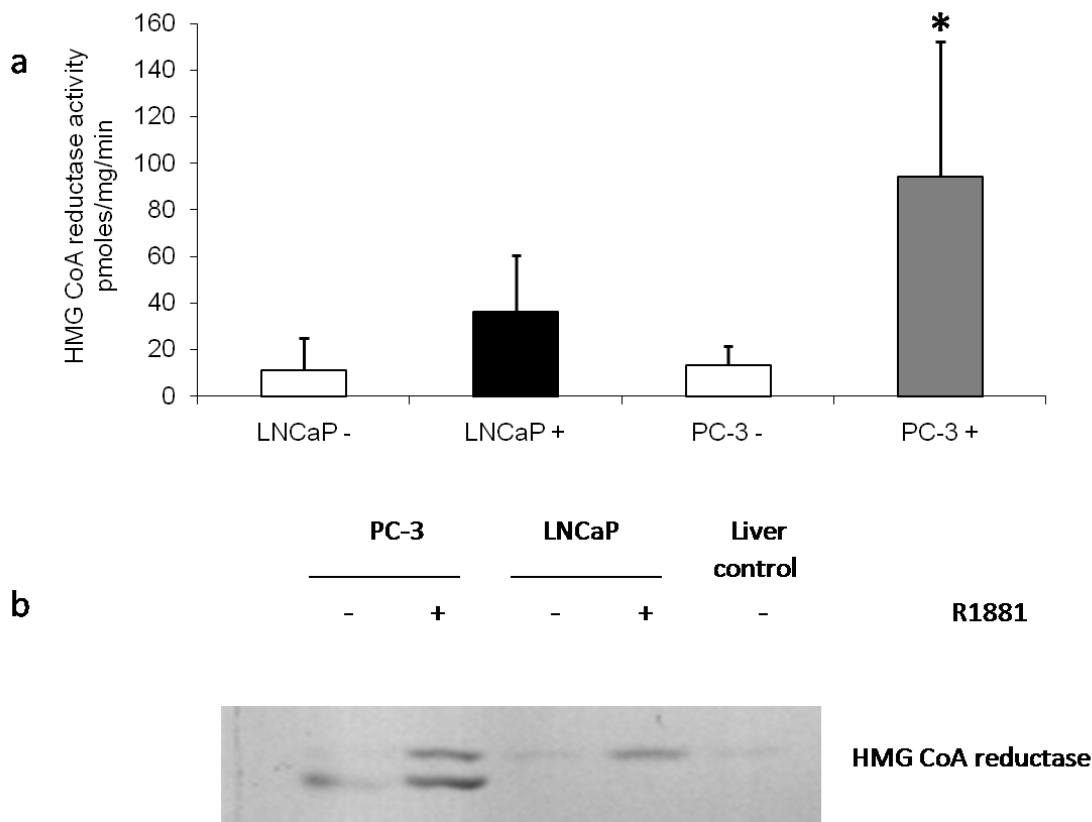 a
HMG CoA reductase activity
pmoles/mg/min
160
140
120
100
80
60
40
20
0
*
LNCaP -
LNCaP +
PC-3 -
PC-3 +
b
PC-3
LNCaP
Liver
control
- + - + -
R1881
HMG CoA reductase